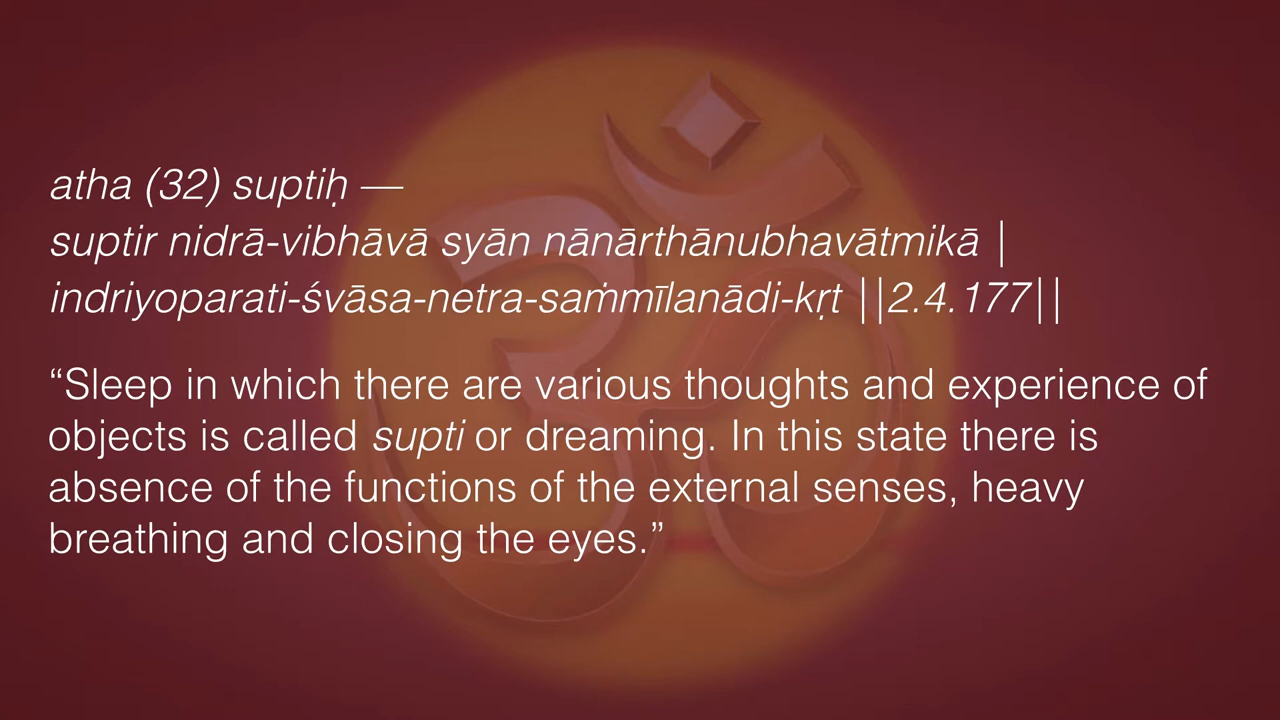 atha (32) suptiḥ —
suptir nidrā-vibhāvā syān nānārthānubhavātmikā |
indriyoparati-śvāsa-netra-saṁmīlanādi-kṛt ||2.4.177||
“Sleep in which there are various thoughts and experience of
objects is called supti or dreaming. In this state there is
absence of the functions of the external senses, heavy
breathing and closing the eyes.”